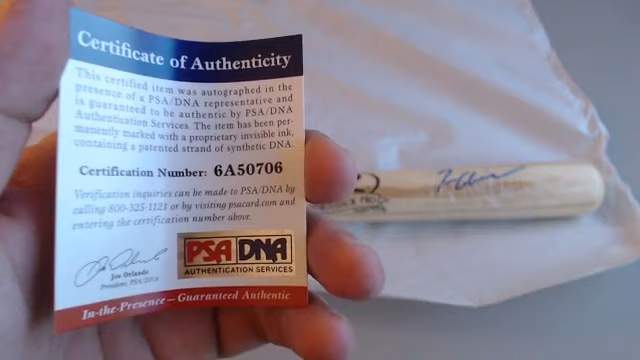 Certificate of Authenticity
This certified item was autographed in the
presence of a PSA/DNA representative and
is guaranteed to be authentic by PSA/DNA
Authentication Services. The item has been per-
manently marked with a proprietary invisible ink,
containing a patented strand of synthetic DNA.
Certification Number: 6A50706
Verification inquiries can be made to PSA/DNA by
calling 800-325-1121 or by visiting psacard.com and
entering the certification number above.
PSA DNA
AUTHENTICATION SERVICES
Joe Orlando
President, PSA/DNA
In-the-Presence – Guaranteed Authentic